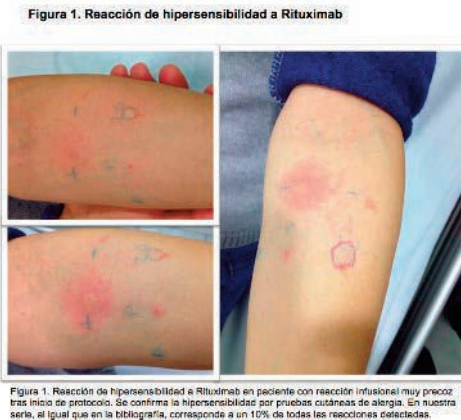 Figura 1. Reacción de hipersensibilidad a Rituximab
Figura 1. Reacción de hipersensibilidad a Rituximab en paciente con reacción infusional muy precoz
tras inicio de protocolo. Se confirma la hipersensibilidad por pruebas cutáneas de alergia. En nuestra
serie, al igual que en la bibliografía, corresponde a un 10% de todas las reacciones detectadas.